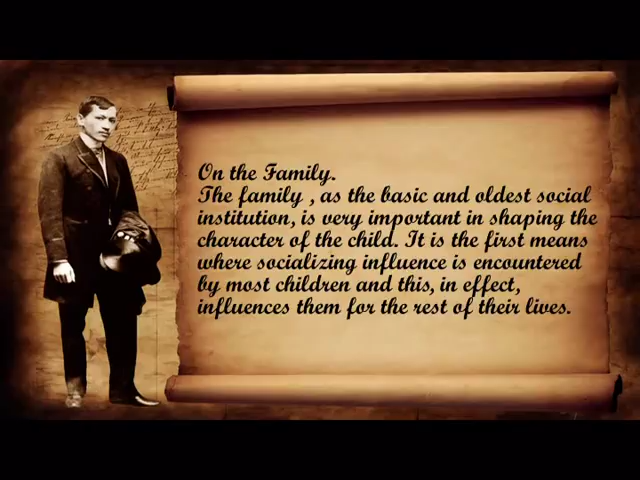 On the Family.
The family , as the basic and oldest social
institution, is very important in shaping the
character of the child. It is the first means
where socializing influence is encountered
by most children and this, in effect,
influences them for the rest of their lives.